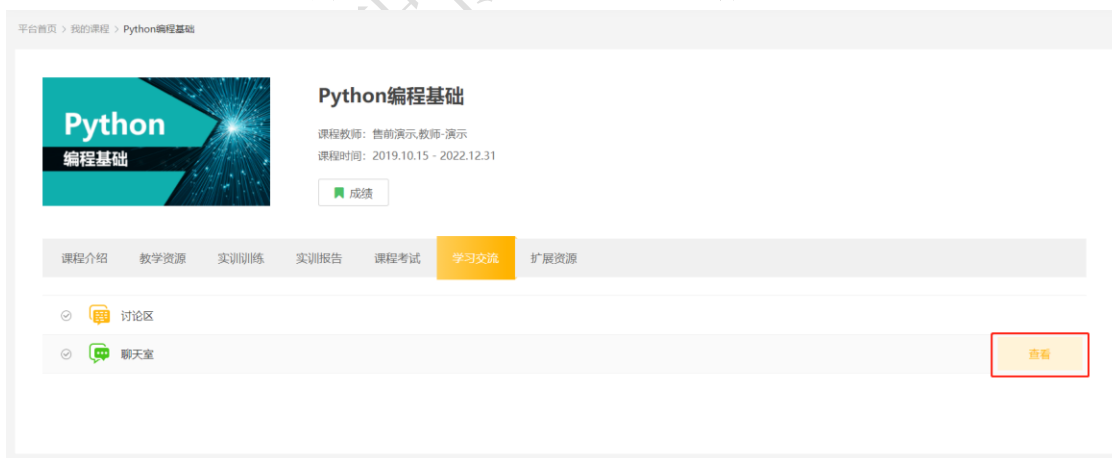 平台首页 > 我的课程 > Python编程基础
Python
编程基础
Python编程基础
课程教师：售前演示,教师-演示
课程时间：2019.10.15 - 2022.12.31
成绩
课程介绍 教学资源 实训训练 实训报告 课程考试 学习交流 扩展资源
讨论区
聊天室 查看